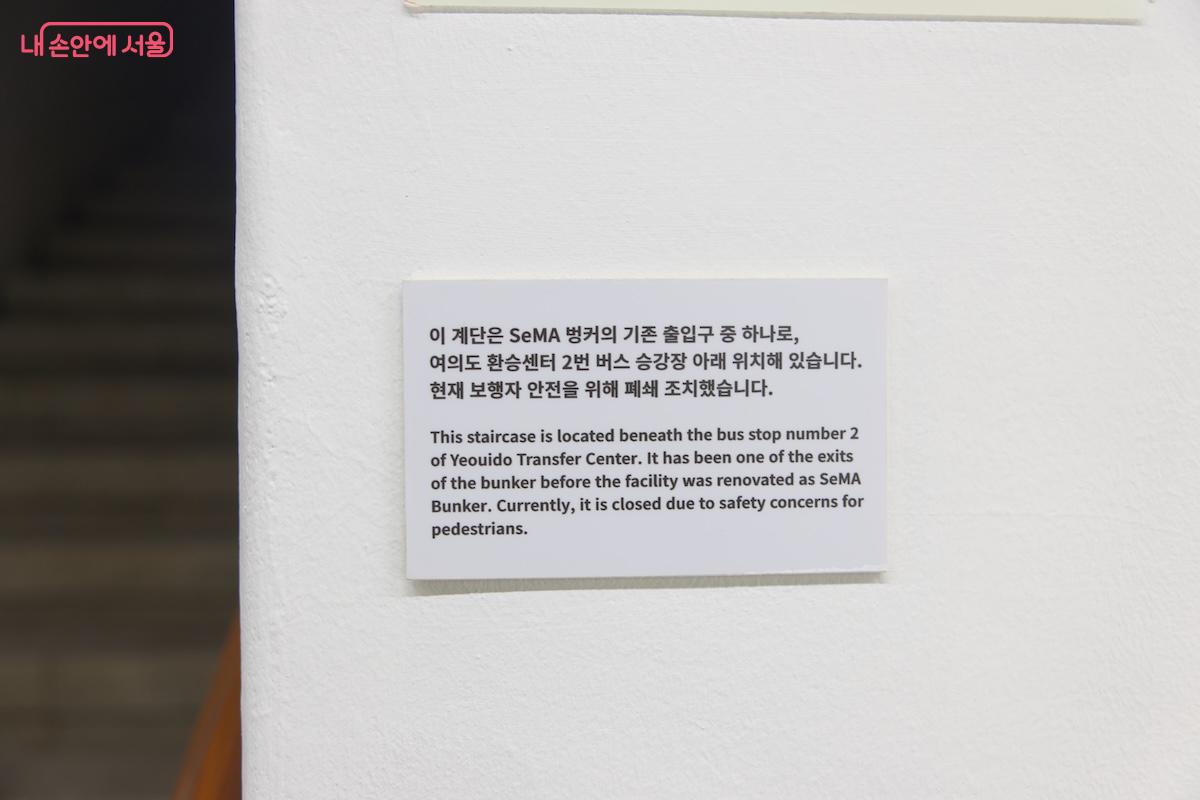 내 손안에 서울
이 계단은 SeMA 벙커의 기존 출입구 중 하나로,
여의도 환승센터 2번 버스 승강장 아래 위치해 있습니다.
현재 보행자 안전을 위해 폐쇄 조치했습니다.
This staircase is located beneath the bus stop number 2
of Yeouido Transfer Center. It has been one of the exits
of the bunker before the facility was renovated as SeMA
Bunker. Currently, it is closed due to safety concerns for
pedestrians.